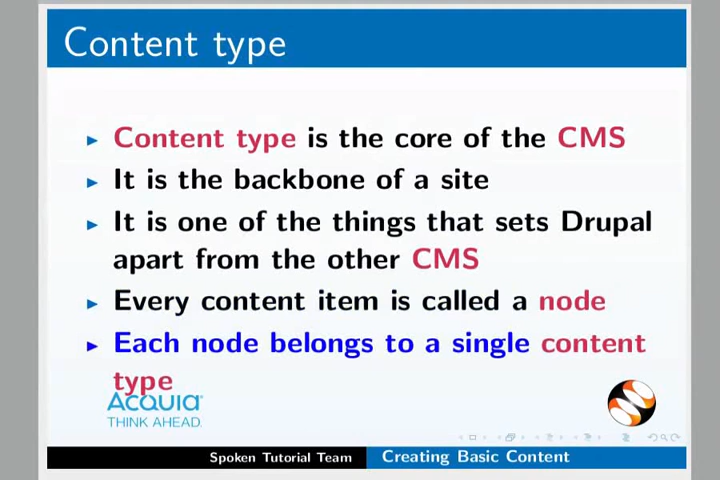 Content type
Content type is the core of the CMS
It is the backbone of a site
It is one of the things that sets Drupal
apart from the other CMS
Every content item is called a node
Each node belongs to a single content
type
ACQUIA
THINK AHEAD.
Spoken Tutorial Team
Creating Basic Content